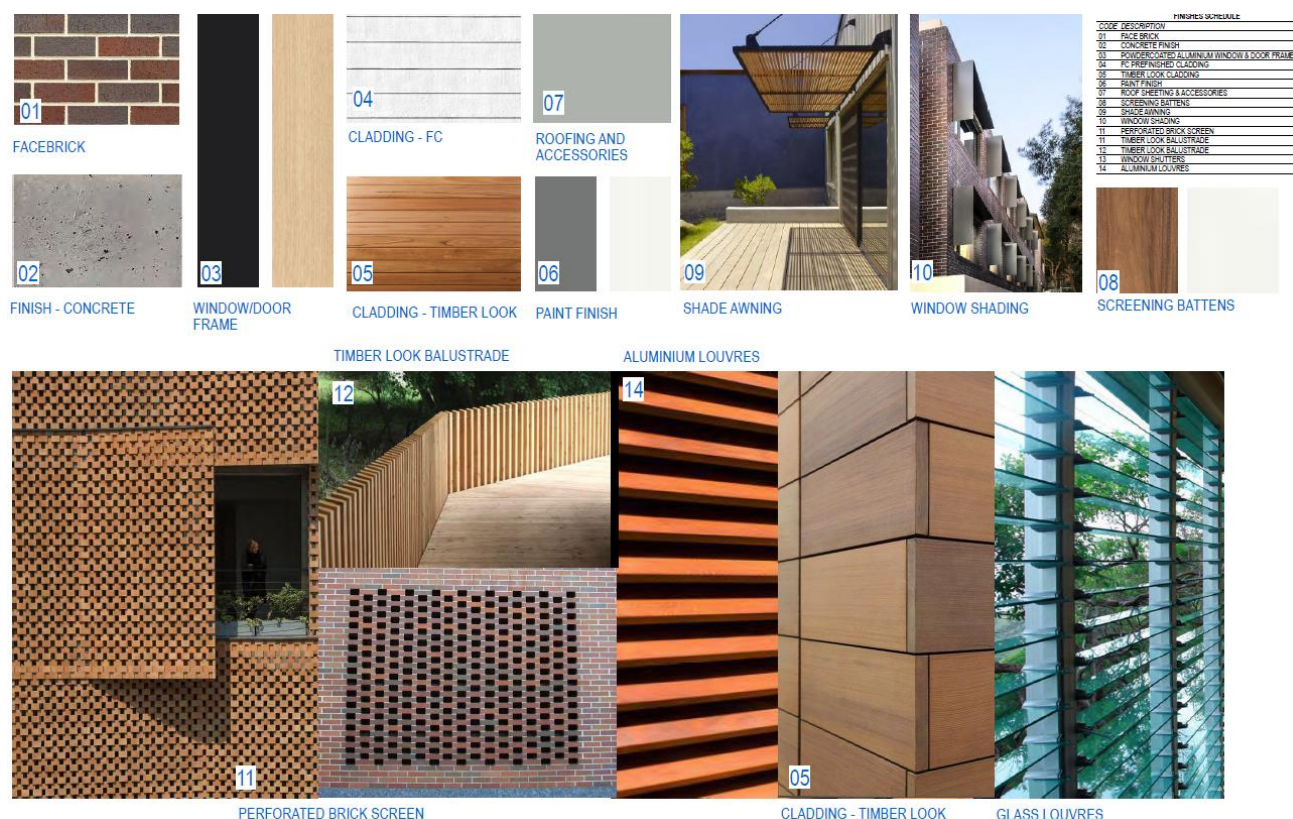 01
FACEBRICK
02
FINISH - CONCRETE
03
WINDOW/DOOR
FRAME
04
CLADDING - FC
05
CLADDING - TIMBER LOOK
07
ROOFING AND
ACCESSORIES
06
PAINT FINISH
09
SHADE AWNING
10
WINDOW SHADING
FINISHES SCHEDULE
CODE DESCRIPTION
01 FACE BRICK
02 CONCRETE FINISH
03 POWDERCOATED ALUMINIUM WINDOW & DOOR FRAME
04 FC PREFINISHED CLADDING
05 TIMBER LOOK CLADDING
06 PAINT FINISH
07 ROOF SHEETING & ACCESSORIES
08 SCREENING BATTENS
09 SHADE AWNING
10 WINDOW SHADING
11 PERFORATED BRICK SCREEN
11 TIMBER LOOK BALUSTRADE
12 TIMBER LOOK BALUSTRADE
13 WINDOW SHUTTERS
14 ALUMINIUM LOUVRES
08
SCREENING BATTENS
TIMBER LOOK BALUSTRADE
12
ALUMINIUM LOUVRES
14
11
PERFORATED BRICK SCREEN
05
CLADDING - TIMBER LOOK
GLASS LOUVRES